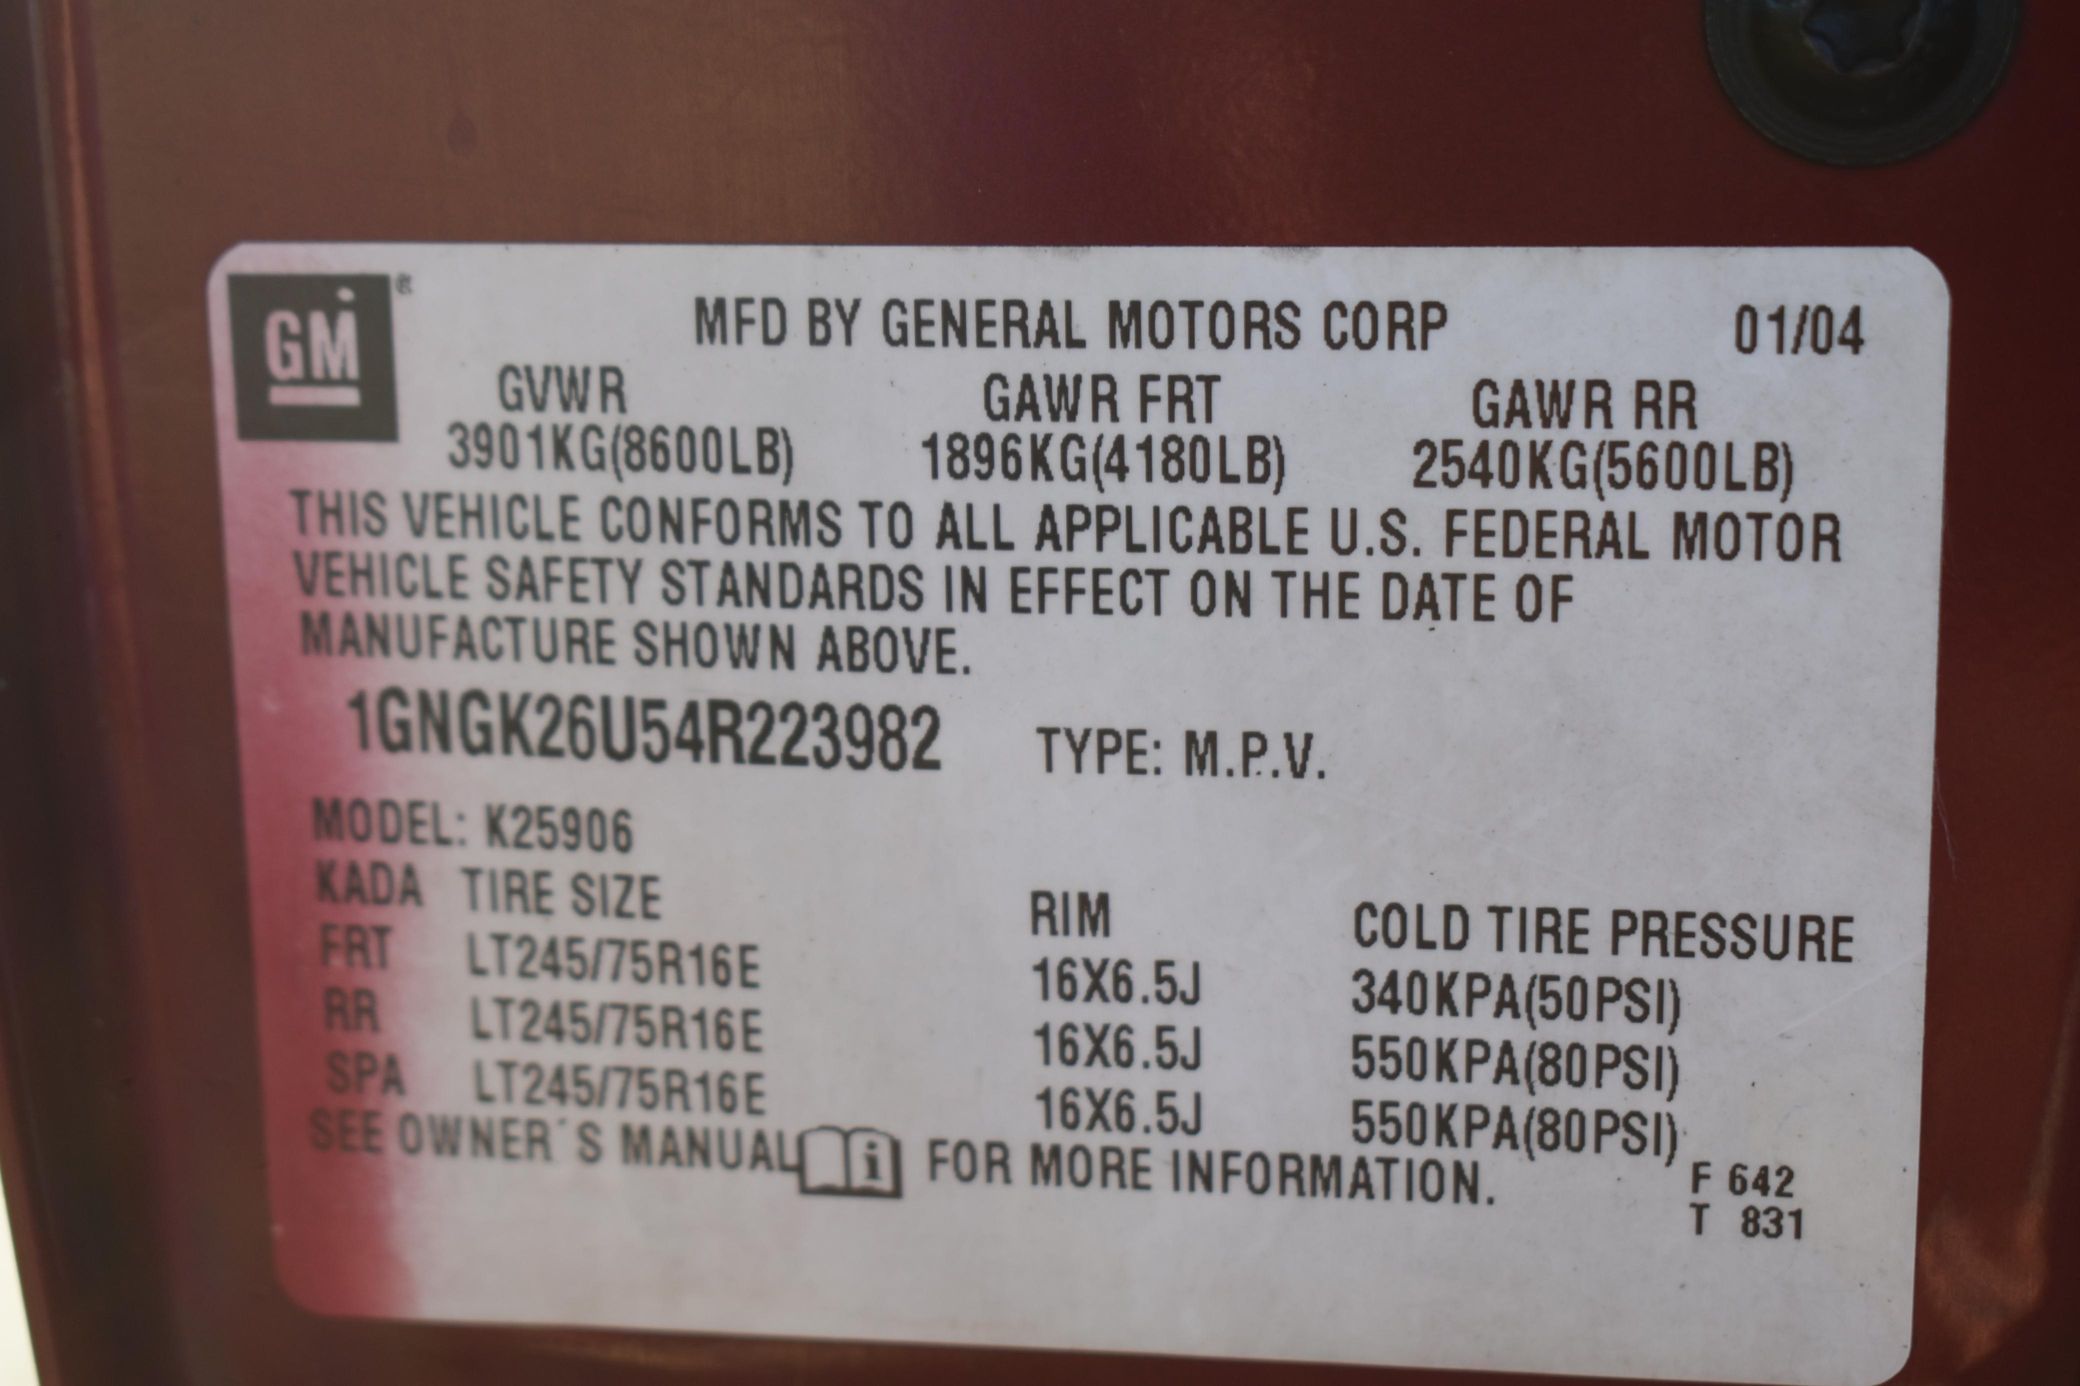 GM ®
MFD BY GENERAL MOTORS CORP 01/04
GVWR GAWR FRT GAWR RR
3901KG(8600LB) 1896KG(4180LB) 2540KG(5600LB)
THIS VEHICLE CONFORMS TO ALL APPLICABLE U.S. FEDERAL MOTOR
VEHICLE SAFETY STANDARDS IN EFFECT ON THE DATE OF
MANUFACTURE SHOWN ABOVE.
1GNGK26U54R223982 TYPE: M.P.V.
MODEL: K25906
KADA TIRE SIZE RIM COLD TIRE PRESSURE
FRT LT245/75R16E 16X6.5J 340KPA(50PSI)
RR LT245/75R16E 16X6.5J 550KPA(80PSI)
SPA LT245/75R16E 16X6.5J 550KPA(80PSI)
SEE OWNER´S MANUAL i FOR MORE INFORMATION.
F 642
T 831